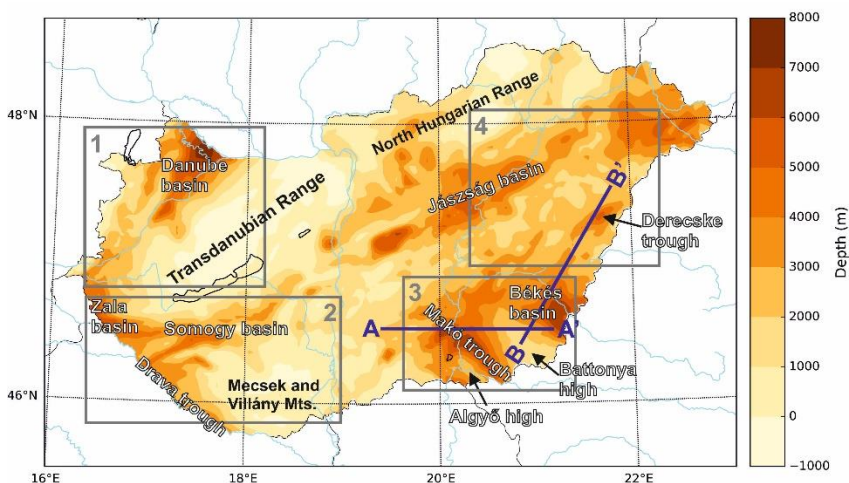 8000
7000
6000
5000
4000
3000
2000
1000
0
−1000
Depth (m)
48°N
46°N
16°E
18°E
20°E
22°E
1
Danube
basin
Transdanubian Range
North Hungarian Range
4
Jászság básin
B'
Derecske
trough
Zala
basin
Somogy basin
2
Drava trough
Mecsek and
Villány Mts.
3
Békés
basin
Makó trough
A
A'
B
Battonya
high
Algyő high